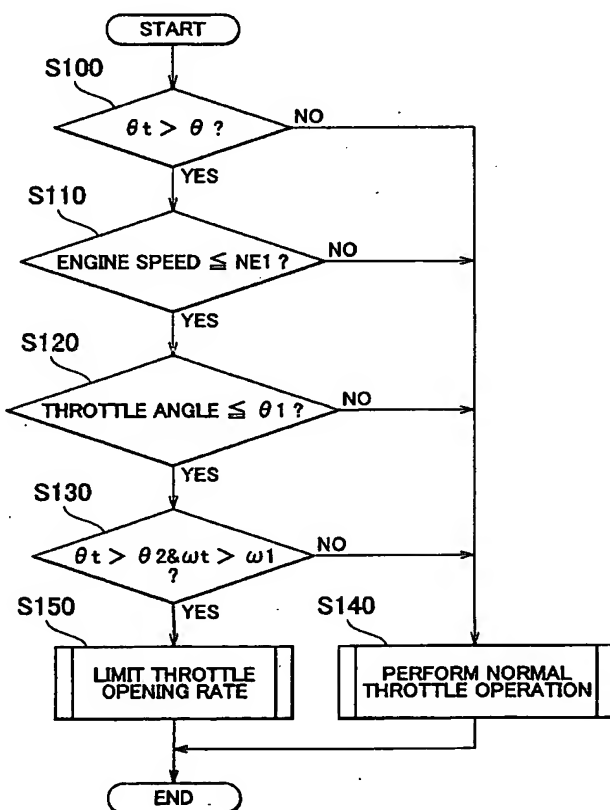 START
S100
θt > θ ?
NO
YES
S110
ENGINE SPEED ≦ NE1 ?
NO
YES
S120
THROTTLE ANGLE ≦ θ1 ?
NO
YES
S130
θt > θ2&ωt > ω1
?
NO
YES
S150
LIMIT THROTTLE
OPENING RATE
S140
PERFORM NORMAL
THROTTLE OPERATION
END